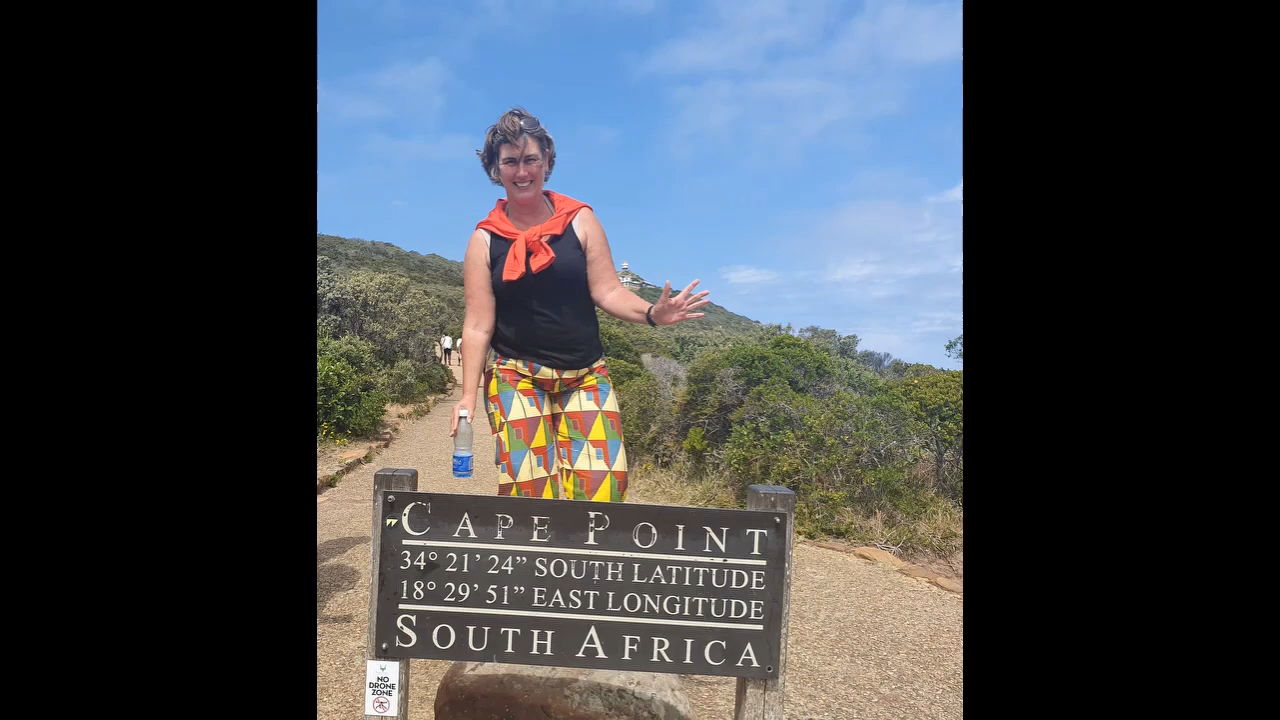 CAPE POINT
34° 21' 24" SOUTH LATITUDE
18° 29' 51" EAST LONGITUDE
SOUTH AFRICA
NO
DRONE
ZONE